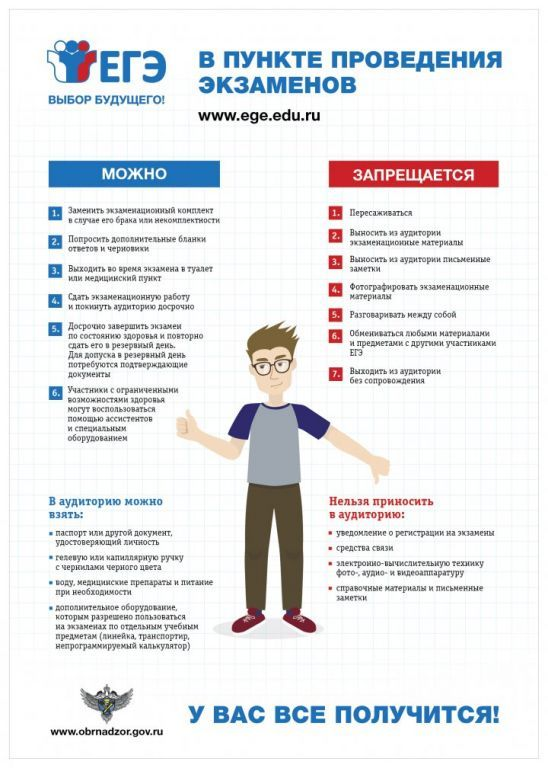 ЕГЭ
ВЫБОР БУДУЩЕГО!
В ПУНКТЕ ПРОВЕДЕНИЯ
ЭКЗАМЕНОВ
www.ege.edu.ru
МОЖНО
1. Заменить экзаменационный комплект
в случае его брака или некомплектности
2. Попросить дополнительные бланки
ответов и черновики
3. Выходить во время экзамена в туалет
или медицинский пункт
4. Сдать экзаменационную работу
и покинуть аудиторию досрочно
5. Досрочно завершить экзамен
по состоянию здоровья и повторно
сдать его в резервный день.
Для допуска в резервный день
потребуются подтверждающие
документы
6. Участники с ограниченными
возможностями здоровья
могут воспользоваться
помощью ассистентов
и специальным
оборудованием
ЗАПРЕЩАЕТСЯ
1. Пересаживаться
2. Выносить из аудитории
экзаменационные материалы
3. Выносить из аудитории письменные
заметки
4. Фотографировать экзаменационные
материалы
5. Разговаривать между собой
6. Обмениваться любыми материалами
и предметами с другими участниками
ЕГЭ
7. Выходить из аудитории
без сопровождения
В аудиторию можно
взять:
▪ паспорт или другой документ,
удостоверяющий личность
▪ гелевую или капиллярную ручку
с чернилами черного цвета
▪ воду, медицинские препараты и питание
при необходимости
▪ дополнительное оборудование,
которым разрешено пользоваться
на экзаменах по отдельным учебным
предметам (линейка, транспортир,
непрограммируемый калькулятор)
Нельзя приносить
в аудиторию:
▪ уведомление о регистрации на экзамены
▪ средства связи
▪ электронно-вычислительную технику
фото-, аудио- и видеоаппаратуру
▪ справочные материалы и письменные
заметки
www.obrnadzor.gov.ru
У ВАС ВСЕ ПОЛУЧИТСЯ!